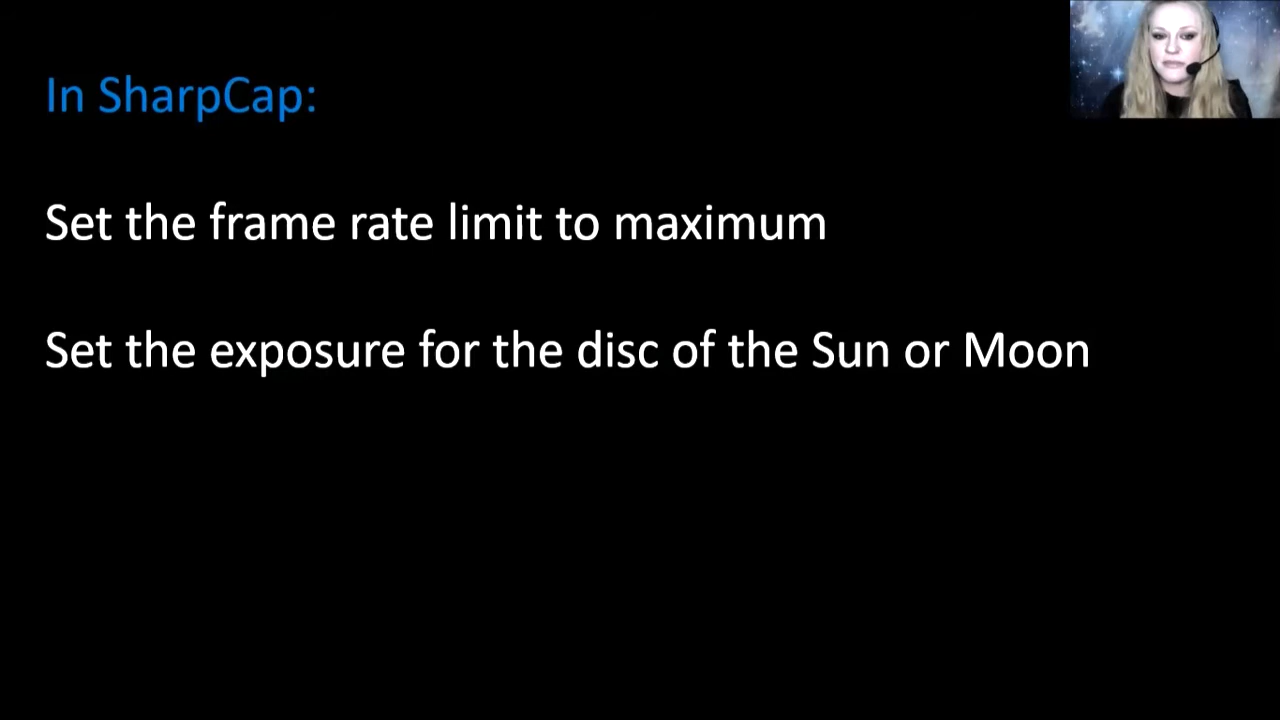 In SharpCap:
Set the frame rate limit to maximum
Set the exposure for the disc of the Sun or Moon